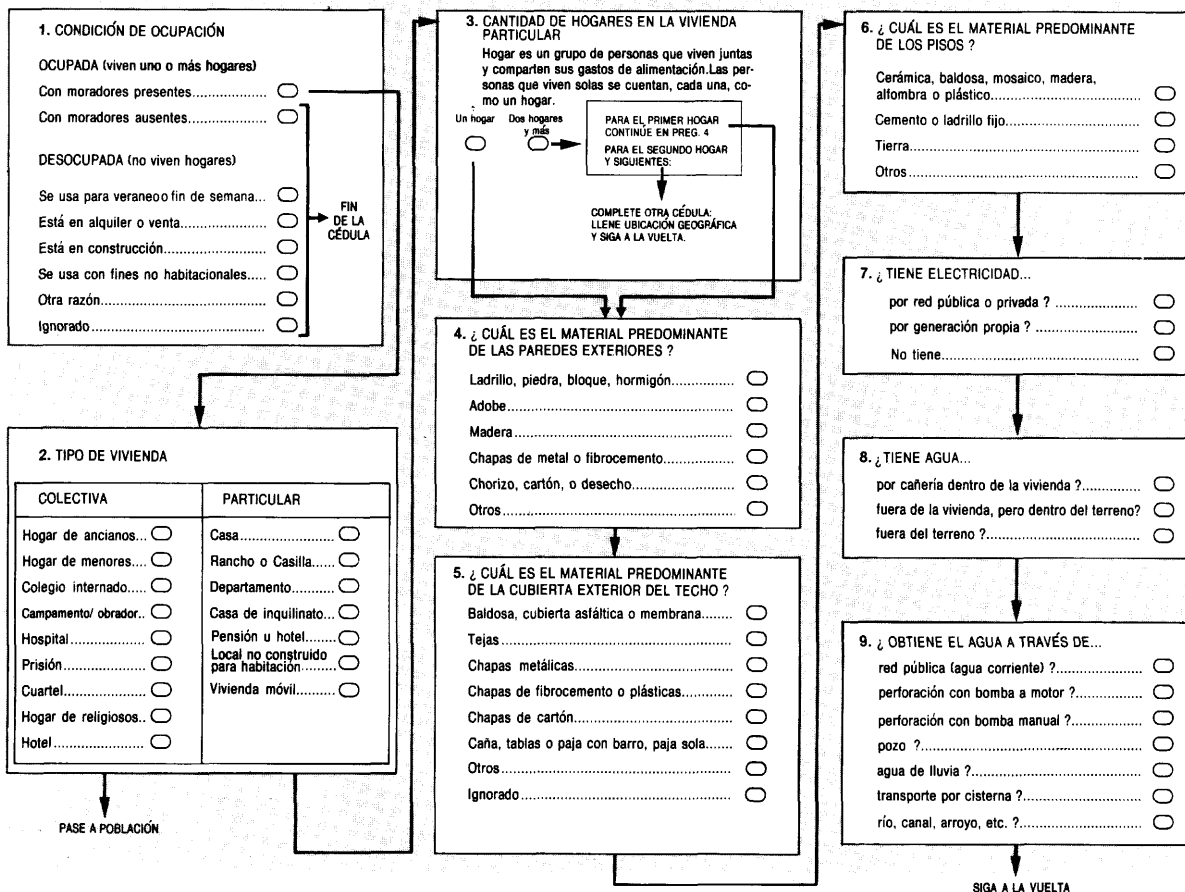 1. CONDICIÓN DE OCUPACIÓN
OCUPADA (viven uno o más hogares)
Con moradores presentes
Con moradores ausentes
DESOCUPADA (no viven hogares)
Se usa para veraneo o fin de semana...
Está en alquiler o venta
Está en construcción
Se usa con fines no habitacionales
Otra razón
Ignorado
FIN
DE LA
CÉDULA
2. TIPO DE VIVIENDA
COLECTIVA
Hogar de ancianos...
Hogar de menores....
Colegio internado.....
Campamento/ obrador..
Hospital
Prisión
Cuartel
Hogar de religiosos..
Hotel
PARTICULAR
Casa
Rancho o Casilla
Departamento
Casa de inquilinato...
Pensión u hotel
Local no construido
para habitación
Vivienda móvil
PASE A POBLACIÓN
3. CANTIDAD DE HOGARES EN LA VIVIENDA
PARTICULAR
Hogar es un grupo de personas que viven juntas
y comparten sus gastos de alimentación.Las per-
sonas que viven solas se cuentan, cada una, co-
mo un hogar.
Un hogar
Dos hogares
y más
PARA EL PRIMER HOGAR
CONTINÚE EN PREG. 4
PARA EL SEGUNDO HOGAR
Y SIGUIENTES:
COMPLETE OTRA CÉDULA:
LLENE UBICACIÓN GEOGRÁFICA
Y SIGA A LA VUELTA.
4. ¿ CUÁL ES EL MATERIAL PREDOMINANTE
DE LAS PAREDES EXTERIORES ?
Ladrillo, piedra, bloque, hormigón
Adobe
Madera
Chapas de metal o fibrocemento
Chorizo, cartón, o desecho
Otros
5. ¿ CUÁL ES EL MATERIAL PREDOMINANTE
DE LA CUBIERTA EXTERIOR DEL TECHO ?
Baldosa, cubierta asfáltica o membrana
Tejas
Chapas metálicas
Chapas de fibrocemento o plásticas
Chapas de cartón
Caña, tablas o paja con barro, paja sola
Otros
Ignorado
6. ¿ CUÁL ES EL MATERIAL PREDOMINANTE
DE LOS PISOS ?
Cerámica, baldosa, mosaico, madera,
alfombra o plástico
Cemento o ladrillo fijo
Tierra
Otros
7. ¿ TIENE ELECTRICIDAD...
por red pública o privada ?
por generación propia ?
No tiene
8. ¿ TIENE AGUA...
por cañería dentro de la vivienda ?
fuera de la vivienda, pero dentro del terreno?
fuera del terreno ?
9. ¿ OBTIENE EL AGUA A TRAVÉS DE...
red pública (agua corriente) ?
perforación con bomba a motor ?
perforación con bomba manual ?
pozo ?
agua de lluvia ?
transporte por cisterna ?
río, canal, arroyo, etc. ?
SIGA A LA VUELTA